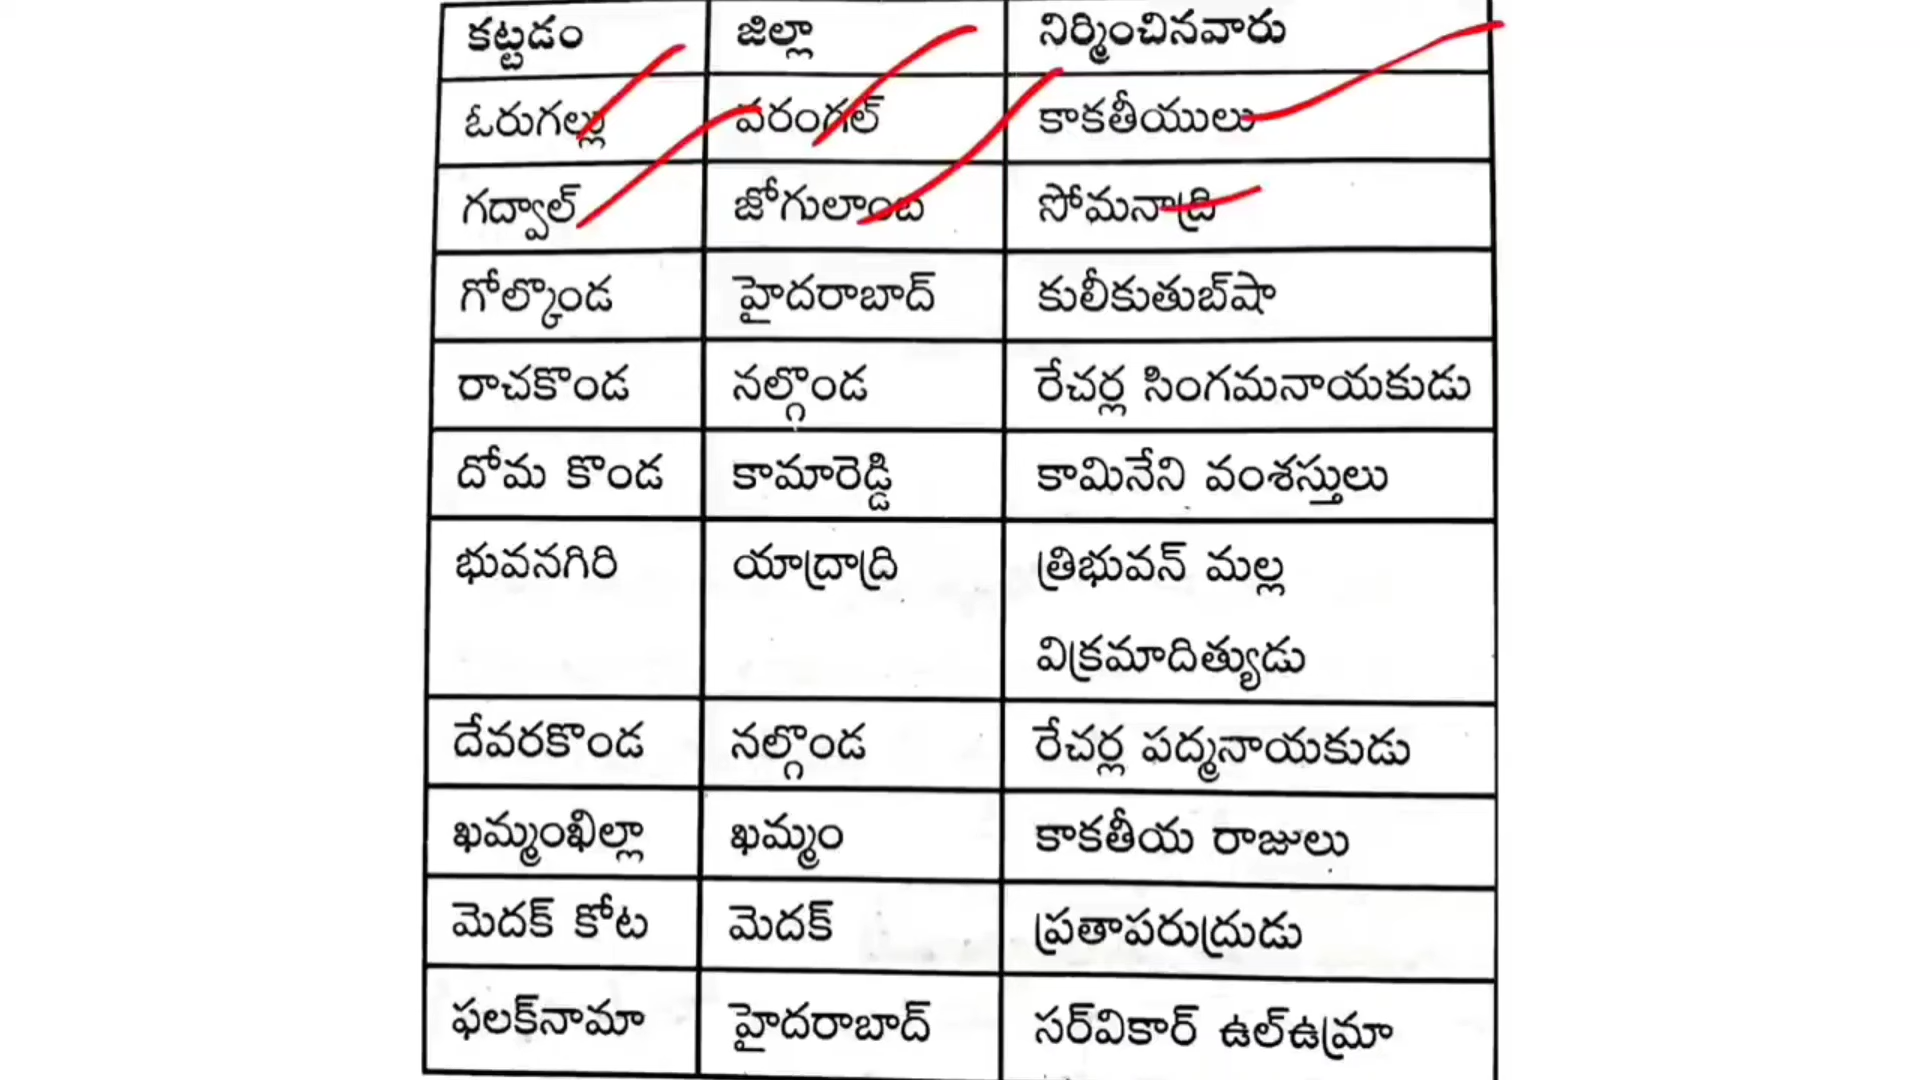 కట్టడం జిల్లా నిర్మించినవారు
ఓరుగల్లు వరంగల్ కాకతీయులు
గద్వాల్ జోగులాంబ సోమనాద్రి
గోల్కొండ హైదరాబాద్ కులీకుతుబ్‌షా
రాచకొండ నల్గొండ రేచర్ల సింగమనాయకుడు
దోమ కొండ కామారెడ్డి కామినేని వంశస్తులు
భువనగిరి యాద్రాద్రి త్రిభువన్ మల్ల
విక్రమాదిత్యుడు
దేవరకొండ నల్గొండ రేచర్ల పద్మనాయకుడు
ఖమ్మంఖిల్లా ఖమ్మం కాకతీయ రాజులు
మెదక్ కోట మెదక్ ప్రతాపరుద్రుడు
ఫలక్‌నామా హైదరాబాద్ సర్‌వికార్ ఉల్‌ఉమ్రా